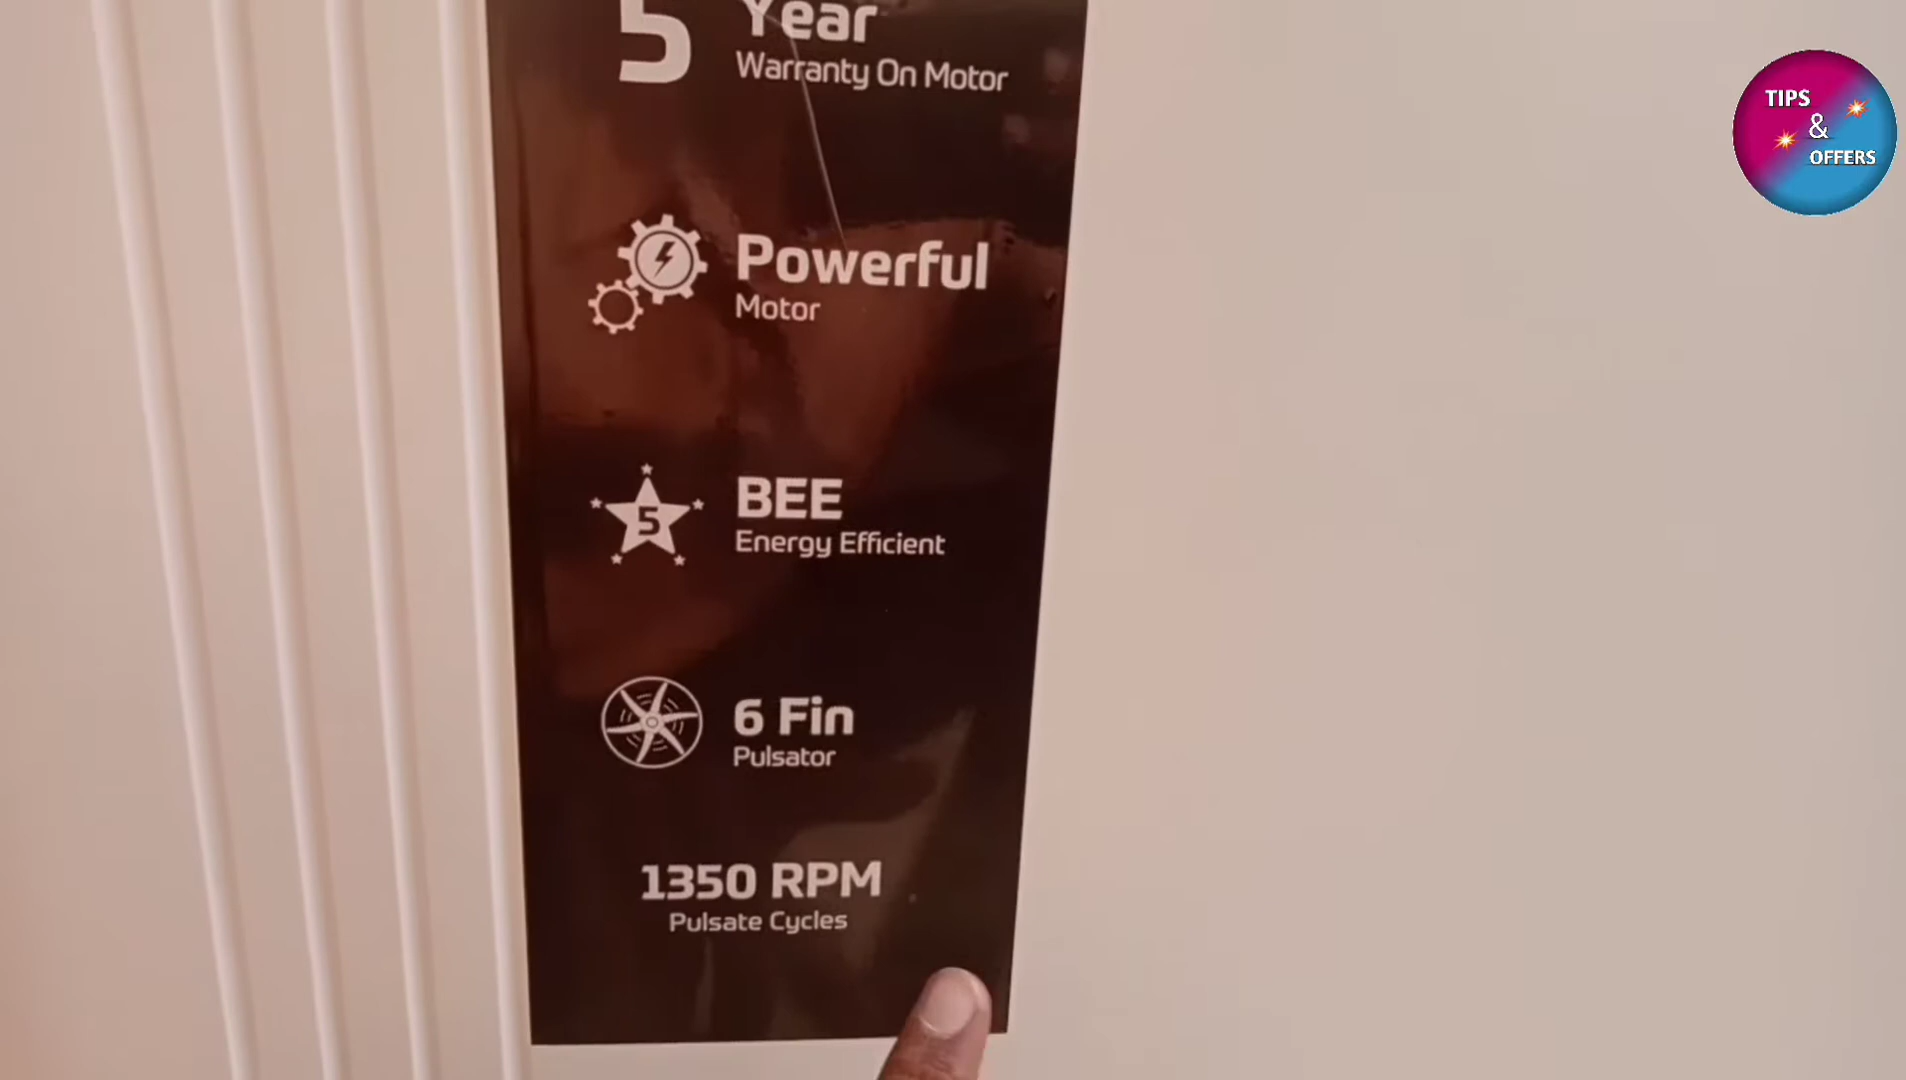 5 Year
Warranty On Motor
Powerful
Motor
5 BEE
Energy Efficient
6 Fin
Pulsator
1350 RPM
Pulsate Cycles
TIPS
&
OFFERS